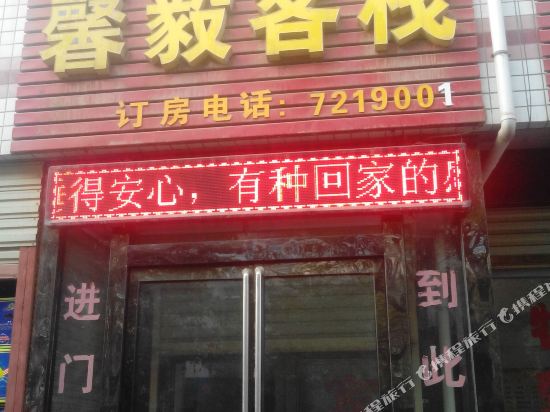 馨毅客栈
订房电话：7219001
得安心，有种回家的
进门
到此
携程旅行
携程旅行